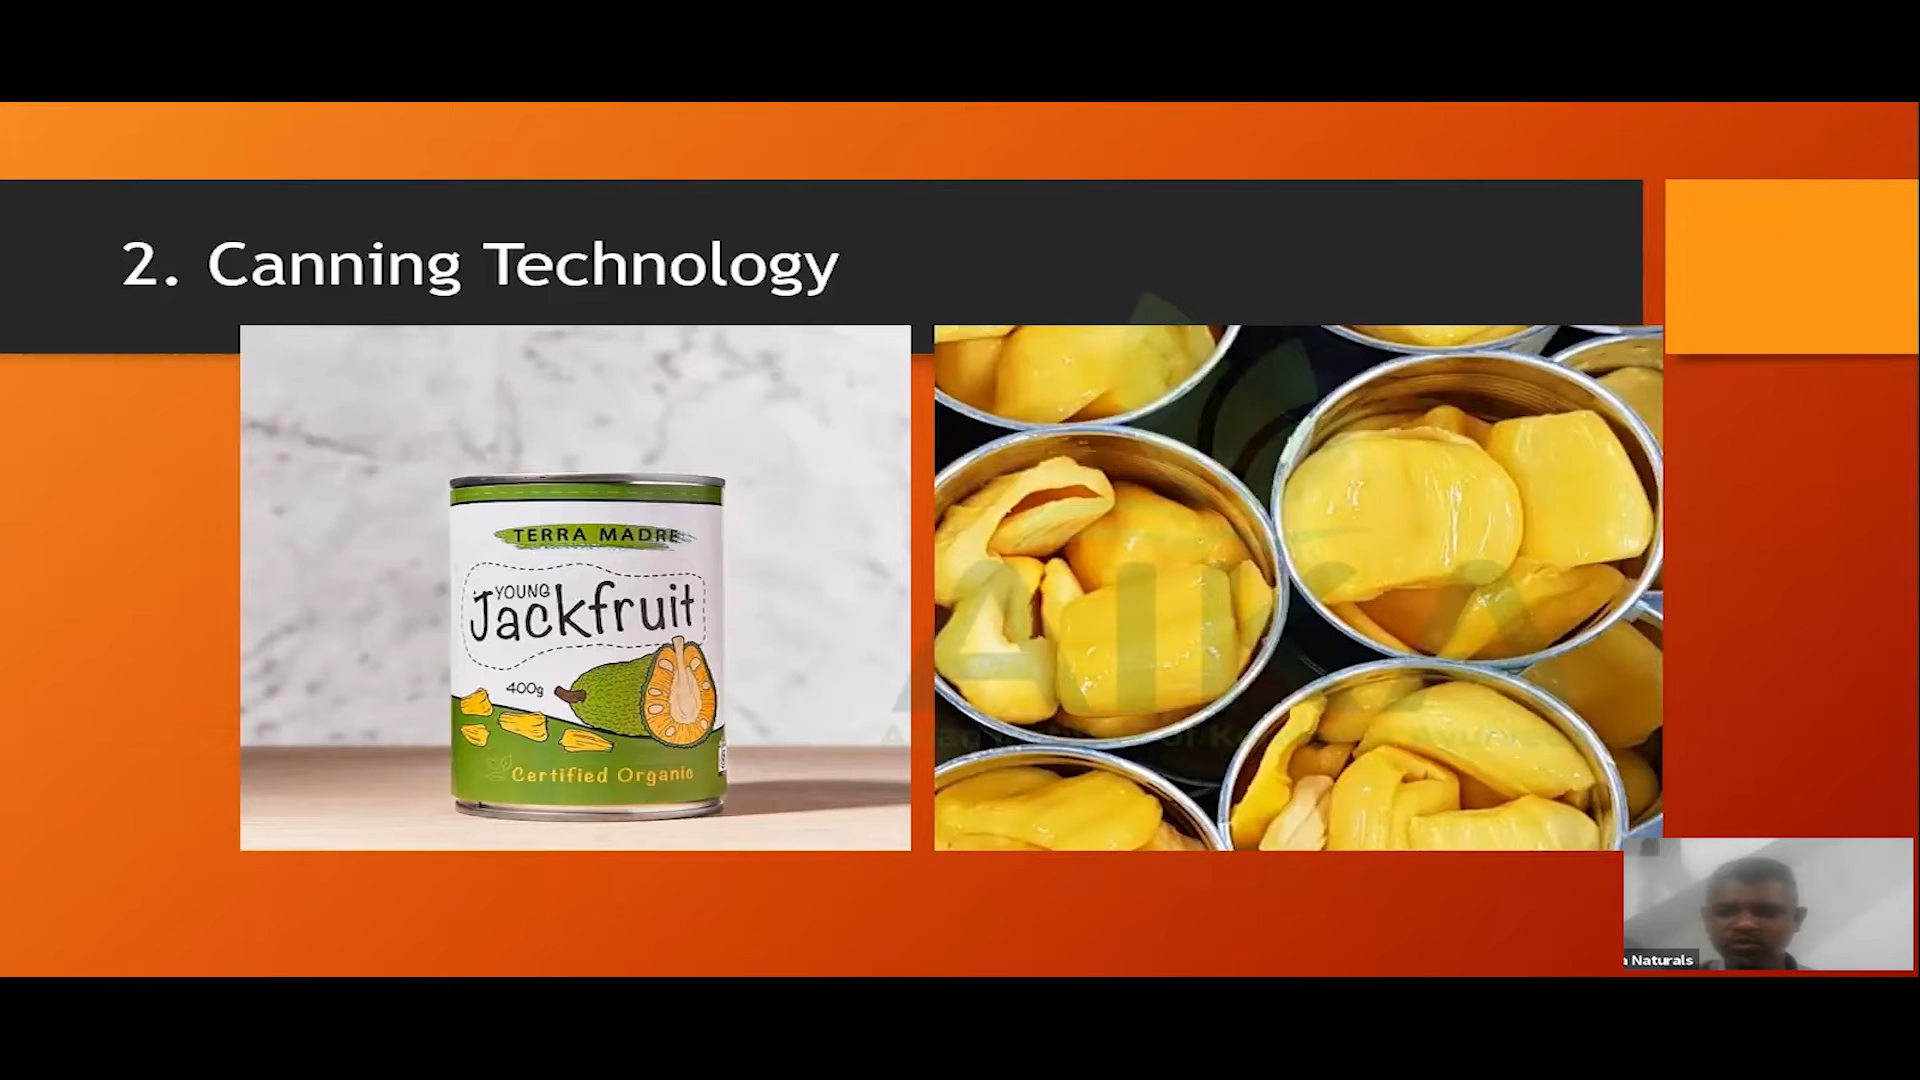 2. Canning Technology
TERRA MADRE
YOUNG
Jackfruit
400g
Certified Organic
Naturals